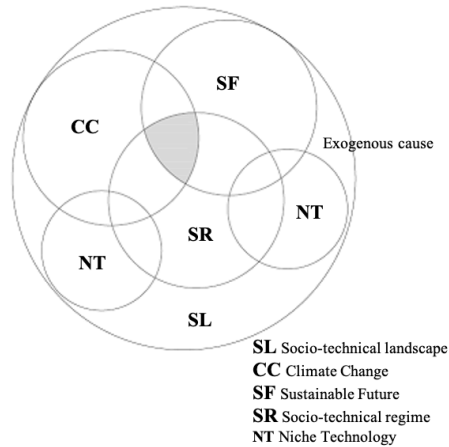 SF
CC
Exogenous cause
NT
SR
NT
SL
SL Socio-technical landscape
CC Climate Change
SF Sustainable Future
SR Socio-technical regime
NT Niche Technology